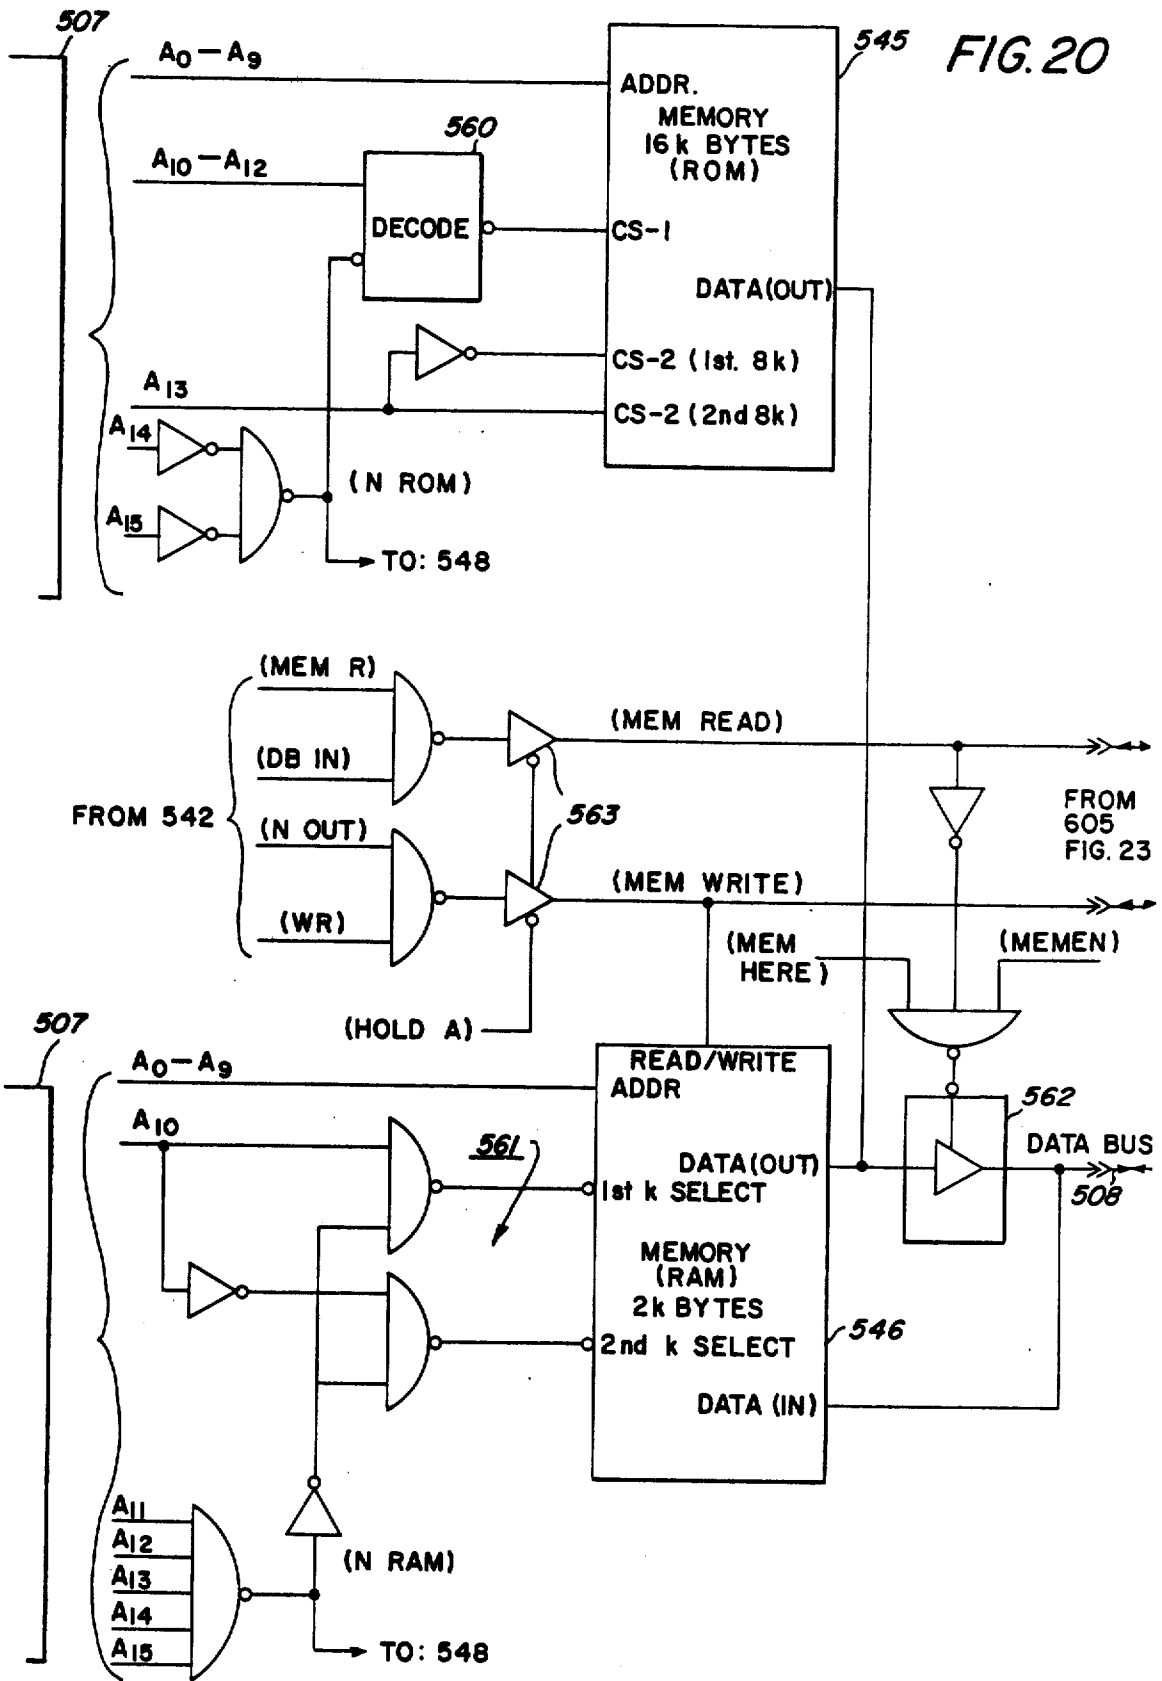 507
A0–A9
545
FIG. 20
ADDR.
MEMORY
16k BYTES
(ROM)
560
A10–A12
DECODE
CS-1
DATA(OUT)
CS-2 (1st. 8k)
A13
CS-2 (2nd 8k)
A14
(N ROM)
A15
TO: 548
(MEM R)
(MEM READ)
(DB IN)
FROM 542
563
FROM
605
FIG. 23
(N OUT)
(MEM WRITE)
(WR)
(MEM
HERE)
(MEMEN)
(HOLD A)
507
A0–A9
READ/WRITE
ADDR
562
A10
561
DATA(OUT)
DATA BUS
1st k SELECT
508
MEMORY
(RAM)
2k BYTES
546
2nd k SELECT
DATA (IN)
A11
A12
(N RAM)
A13
A14
A15
TO: 548